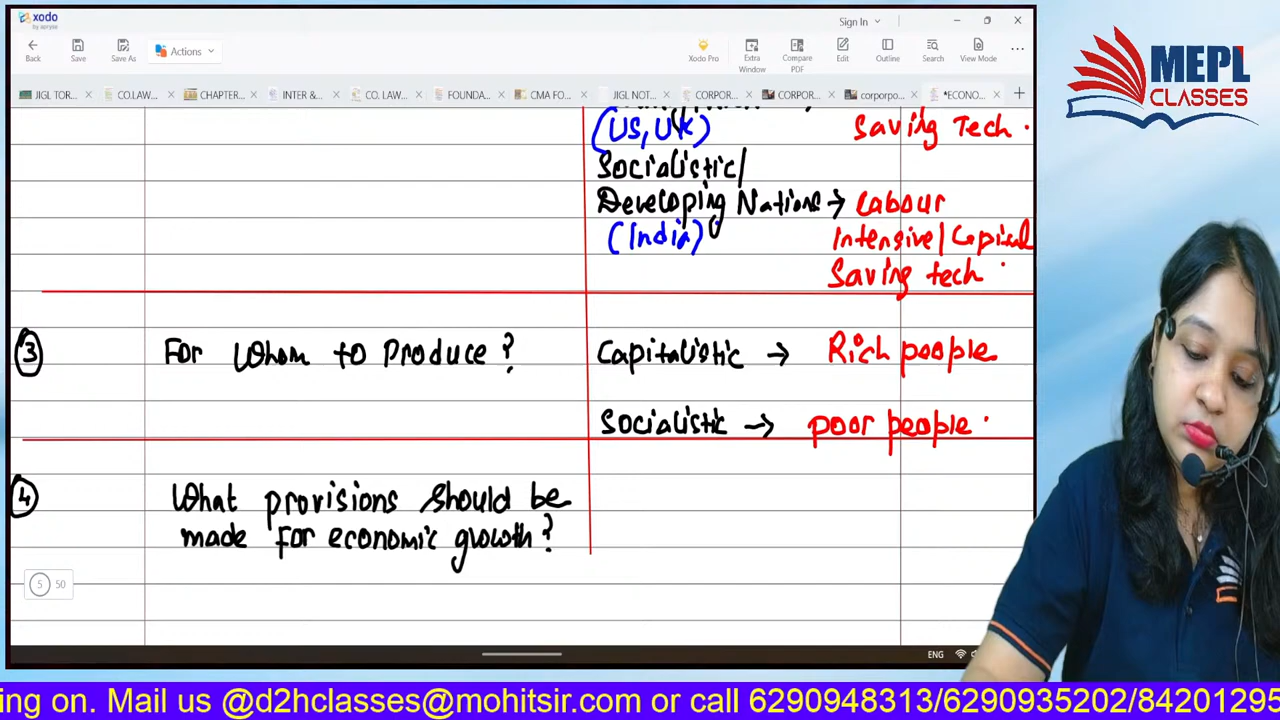 xodo
by apryse
Sign In
Back
Save
Save As
Actions
Xodo Pro
Extra Window
Compare PDF
Edit
Outline
Search
View Mode
JIGL TOR...
CO.LAW...
CHAPTER...
INTER &...
CO.LAW...
FOUNDA...
CMA FO...
JIGL NOT...
CORPOR...
CORPOR...
corporpo...
*ECONO...
MEPL
CLASSES
(US, UK)
Saving Tech.
Socialistic/
Developing Nations → Labour
(India)
Intensive/Capital
Saving tech.
3 For Whom to Produce? Capitalistic → Rich people
Socialistic → poor people.
4 What provisions should be
made for economic growth?
5 50
ENG
ing on. Mail us @d2hclasses@mohitsir.com or call 6290948313/6290935202/84201295